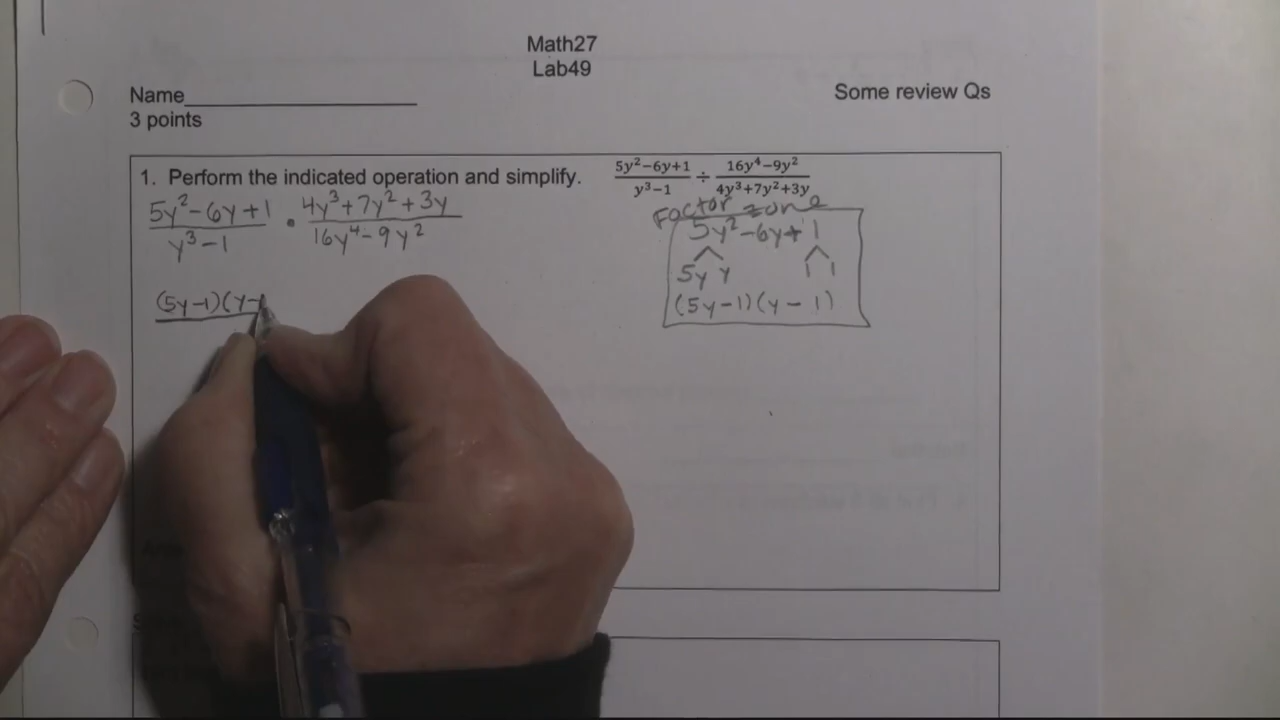 Math27
Lab49
Name
Some review Qs
3 points
1. Perform the indicated operation and simplify. 5y²−6y+1 / y³−1 ÷ 16y⁴−9y² / 4y³+7y²+3y
5y²-6y+1 / y³-1 · 4y³+7y²+3y / 16y⁴-9y²
Factor zone
5y²-6y+1
5y y 1 1
(5y-1)(y-1)
(5y-1)(y-